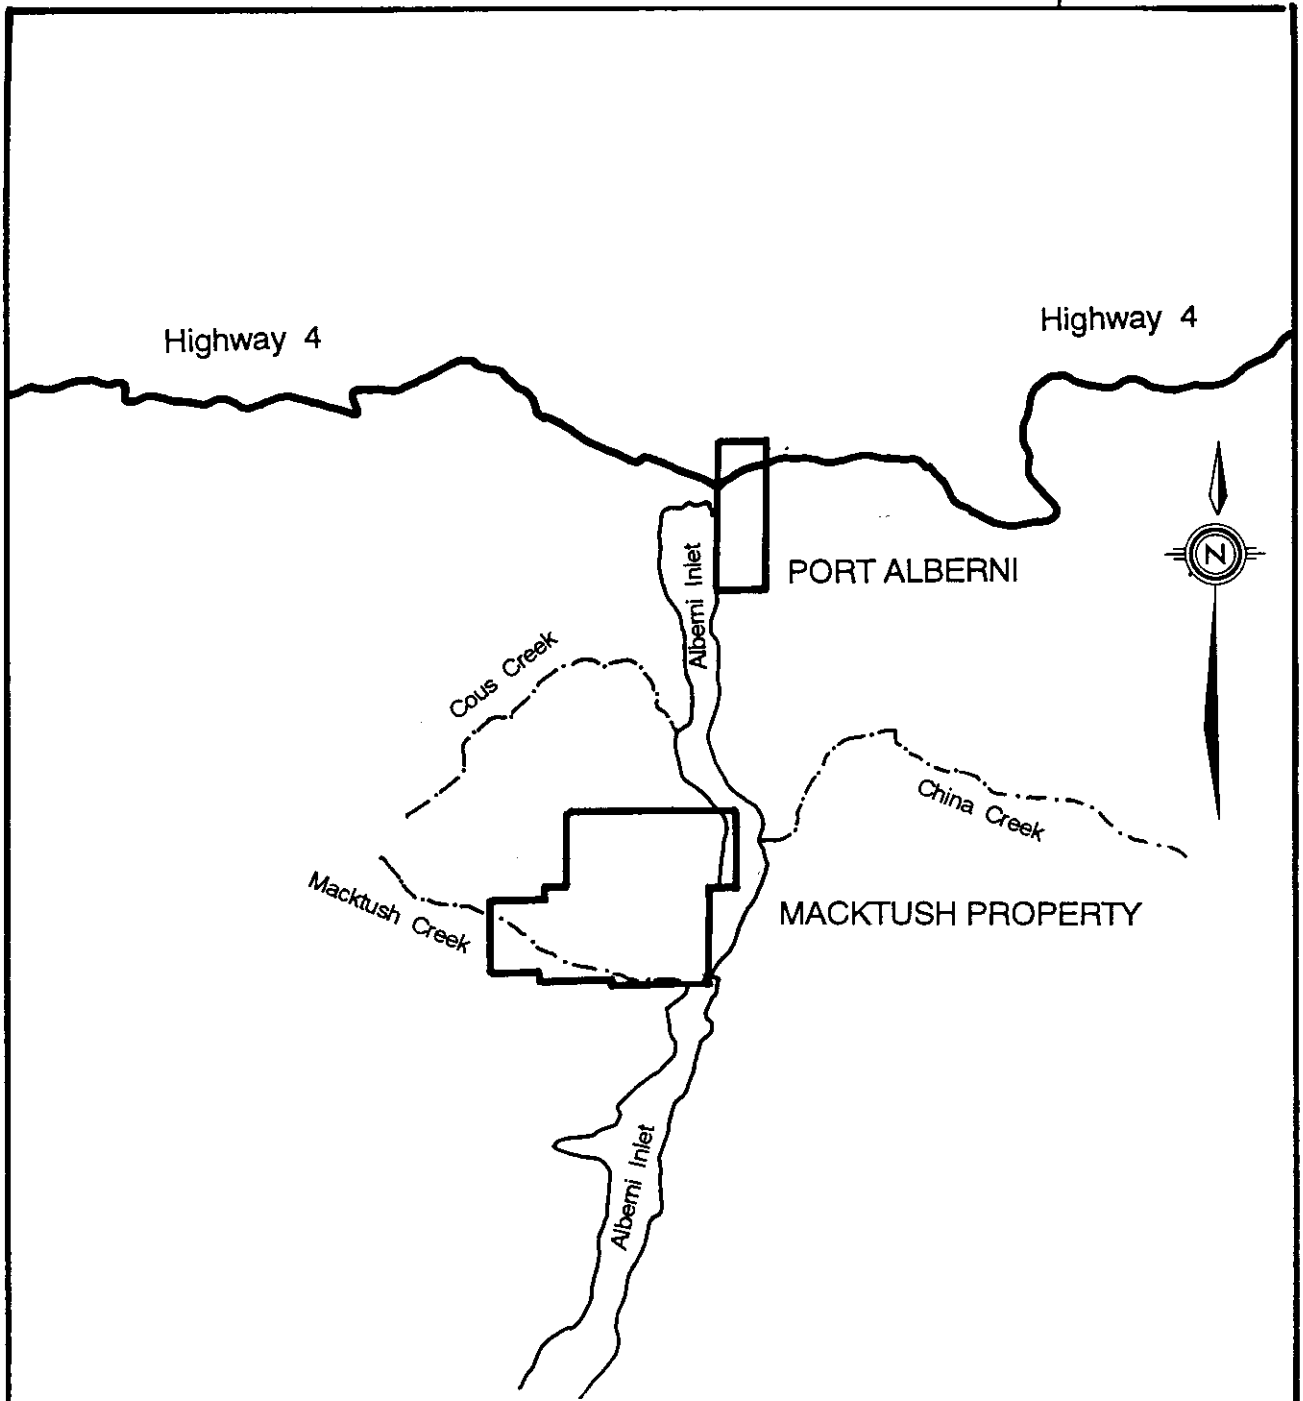 Highway 4
Highway 4
PORT ALBERNI
Alberni Inlet
N
Cous Creek
China Creek
Macktush Creek
MACKTUSH PROPERTY
Alberni Inlet